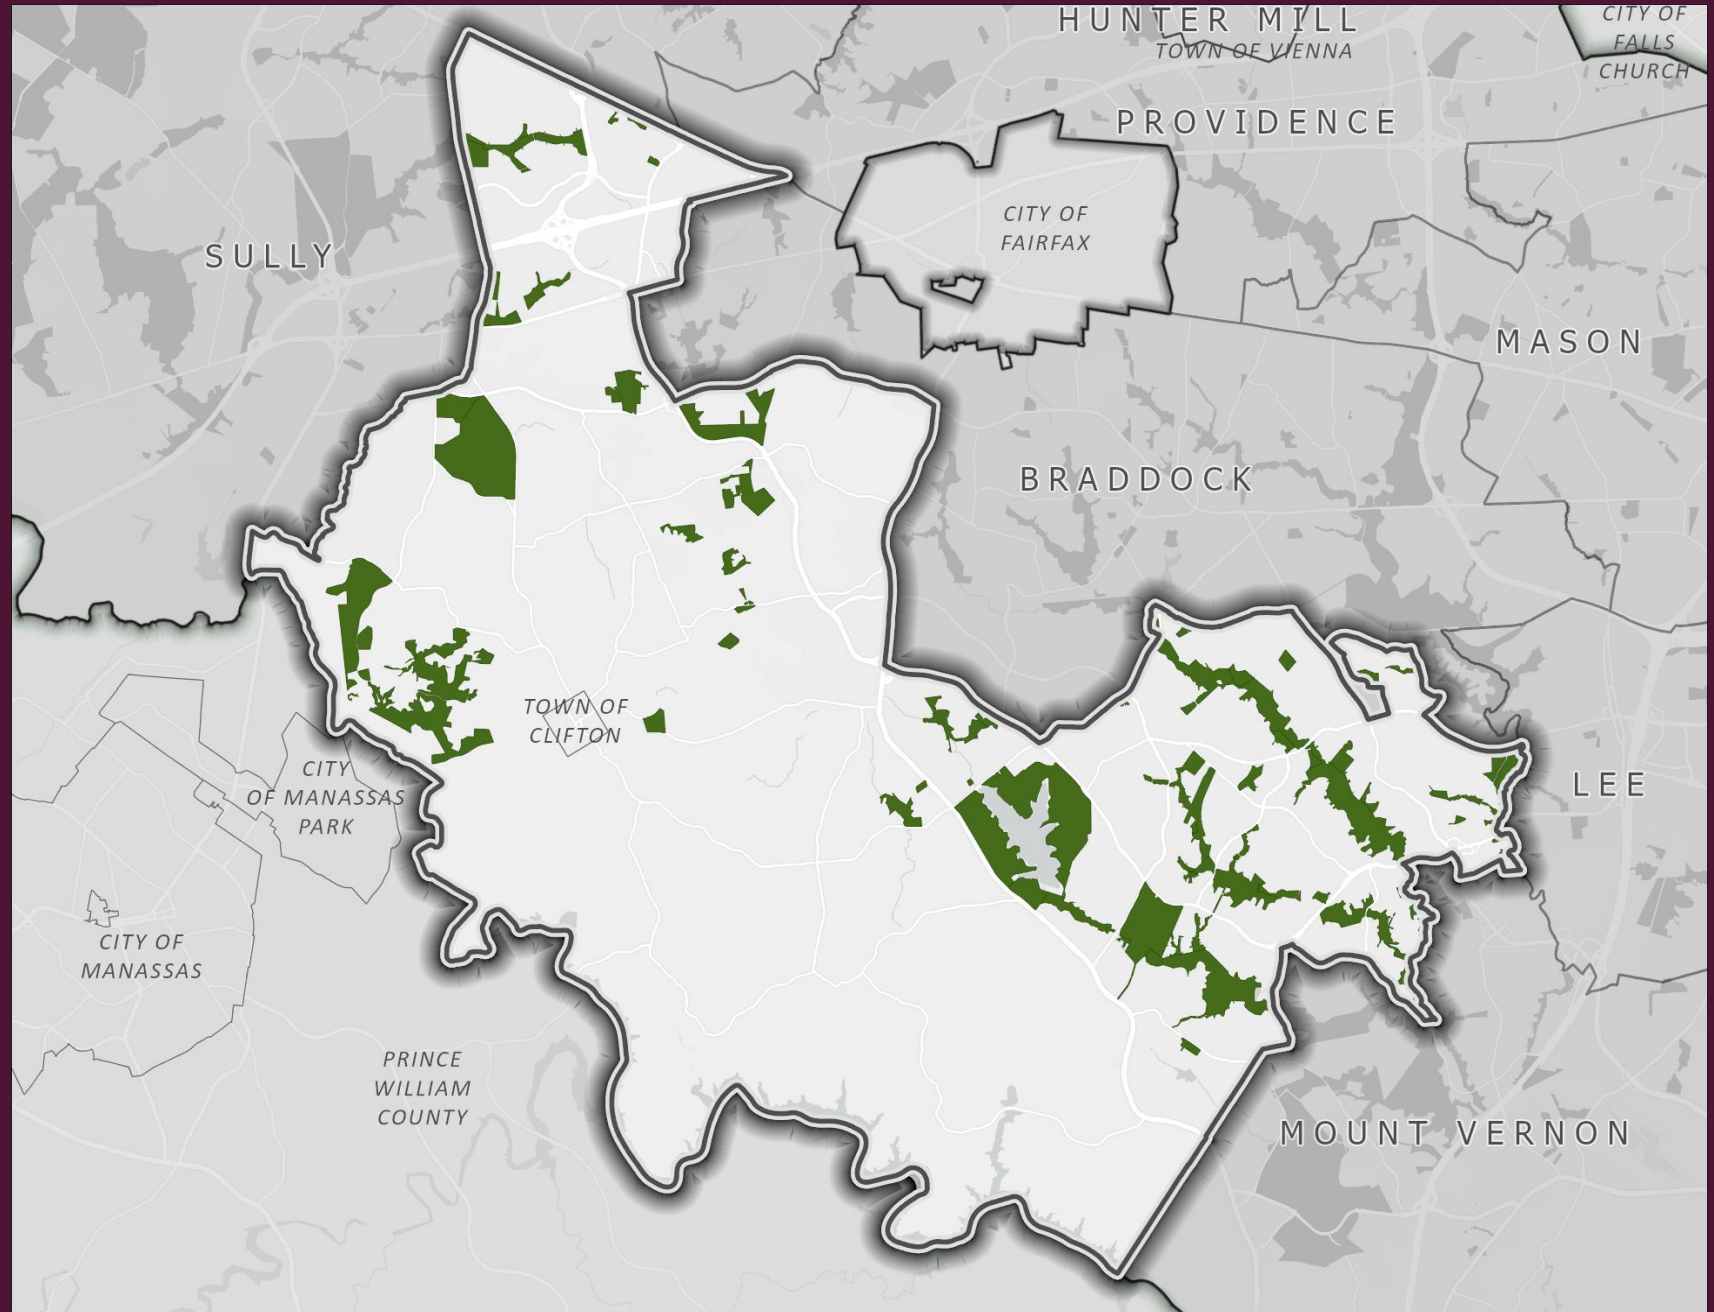 HUNTER MILL
TOWN OF VIENNA
CITY OF
FALLS
CHURCH
PROVIDENCE
CITY OF
FAIRFAX
SULLY
MASON
BRADDOCK
TOWN OF
CLIFTON
CITY
OF MANASSAS
PARK
LEE
CITY OF
MANASSAS
PRINCE
WILLIAM
COUNTY
MOUNT VERNON